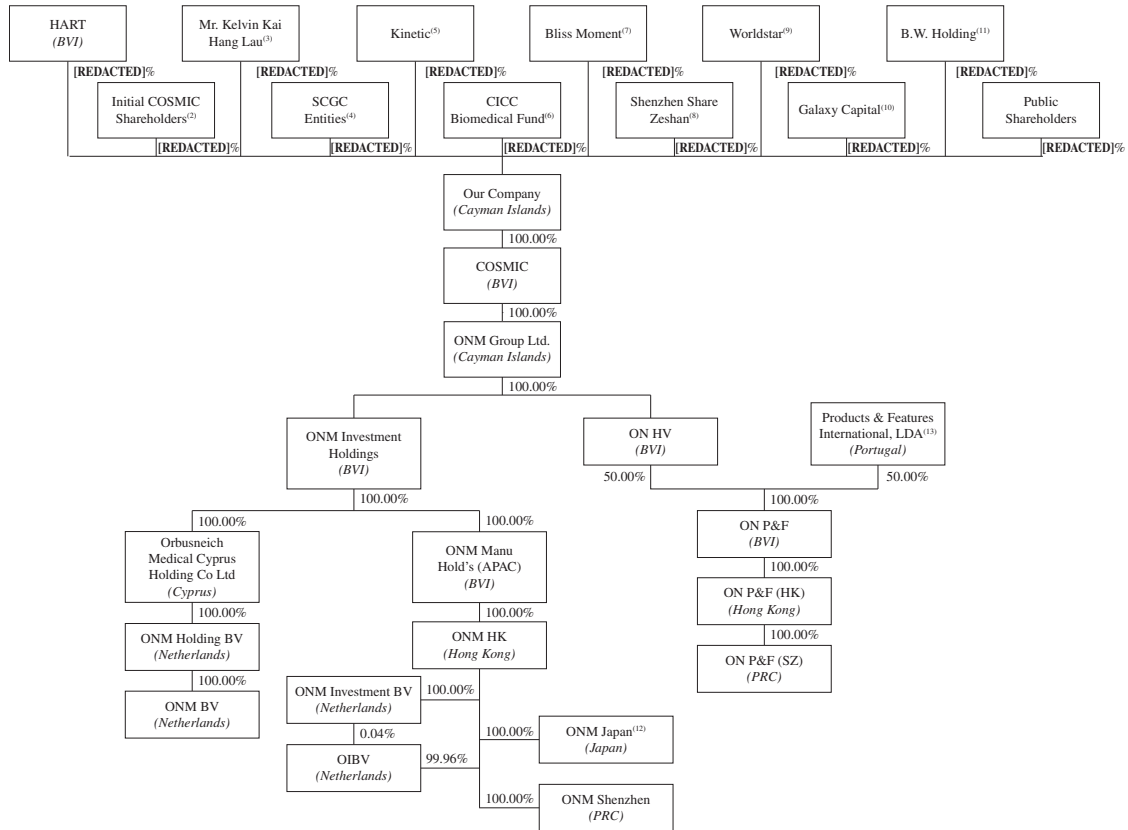 HART
(BVI)
Mr. Kelvin Kai
Hang Lau(3)
Kinetic(5)
Bliss Moment(7)
Worldstar(9)
B.W. Holding(11)
[REDACTED]%
[REDACTED]%
[REDACTED]%
[REDACTED]%
[REDACTED]%
[REDACTED]%
Initial COSMIC
Shareholders(2)
SCGC
Entities(4)
CICC
Biomedical Fund(6)
Shenzhen Share
Zeshan(8)
Galaxy Capital(10)
Public
Shareholders
[REDACTED]%
[REDACTED]%
[REDACTED]%
[REDACTED]%
[REDACTED]%
[REDACTED]%
Our Company
(Cayman Islands)
100.00%
COSMIC
(BVI)
100.00%
ONM Group Ltd.
(Cayman Islands)
100.00%
ONM Investment
Holdings
(BVI)
ON HV
(BVI)
Products & Features
International, LDA(13)
(Portugal)
100.00%
50.00%
50.00%
100.00%
100.00%
100.00%
Orbusneich
Medical Cyprus
Holding Co Ltd
(Cyprus)
ONM Manu
Hold's (APAC)
(BVI)
ON P&F
(BVI)
100.00%
100.00%
100.00%
ONM Holding BV
(Netherlands)
ONM HK
(Hong Kong)
ON P&F (HK)
(Hong Kong)
100.00%
100.00%
ONM BV
(Netherlands)
ON P&F (SZ)
(PRC)
ONM Investment BV
(Netherlands)
100.00%
0.04%
100.00%
ONM Japan(12)
(Japan)
OIBV
(Netherlands)
99.96%
100.00%
ONM Shenzhen
(PRC)